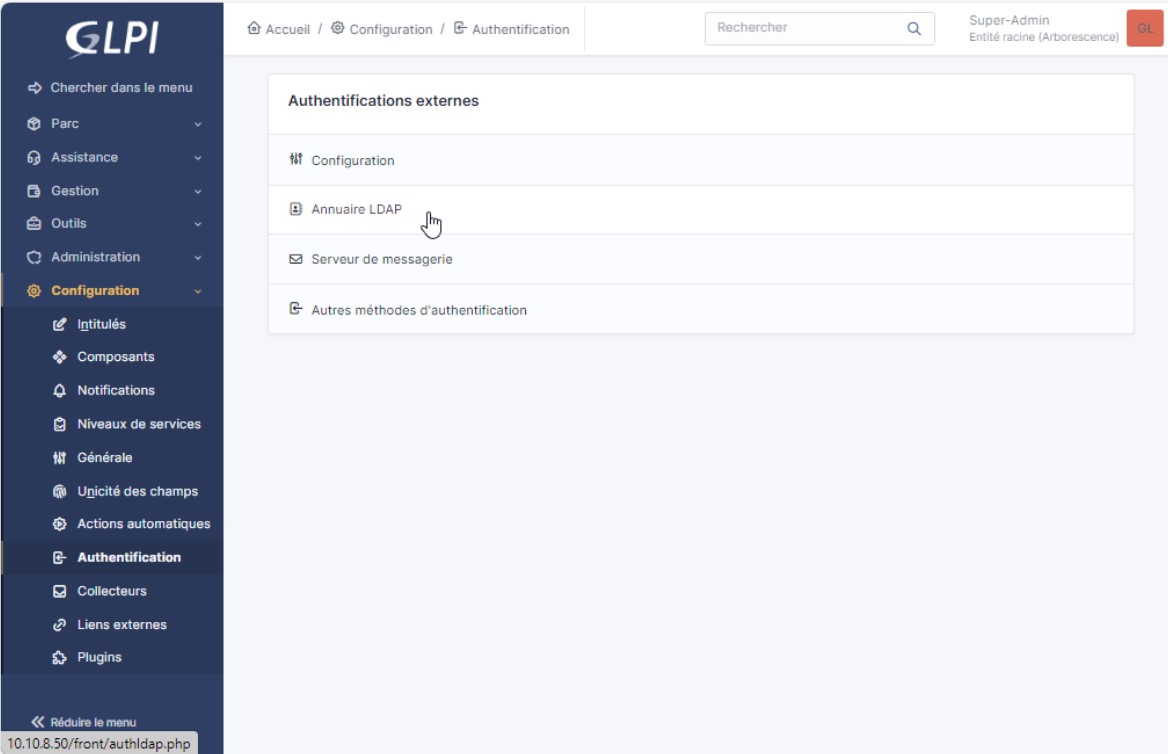 GLPI
Accueil / Configuration / Authentification
Rechercher
Super-Admin
Entité racine (Arborescence)
GL
Chercher dans le menu
Parc
Assistance
Gestion
Outils
Administration
Configuration
Intitulés
Composants
Notifications
Niveaux de services
Générale
Unicité des champs
Actions automatiques
Authentification
Collecteurs
Liens externes
Plugins
Réduire le menu
10.10.8.50/front/authldap.php
Authentifications externes
Configuration
Annuaire LDAP
Serveur de messagerie
Autres méthodes d'authentification